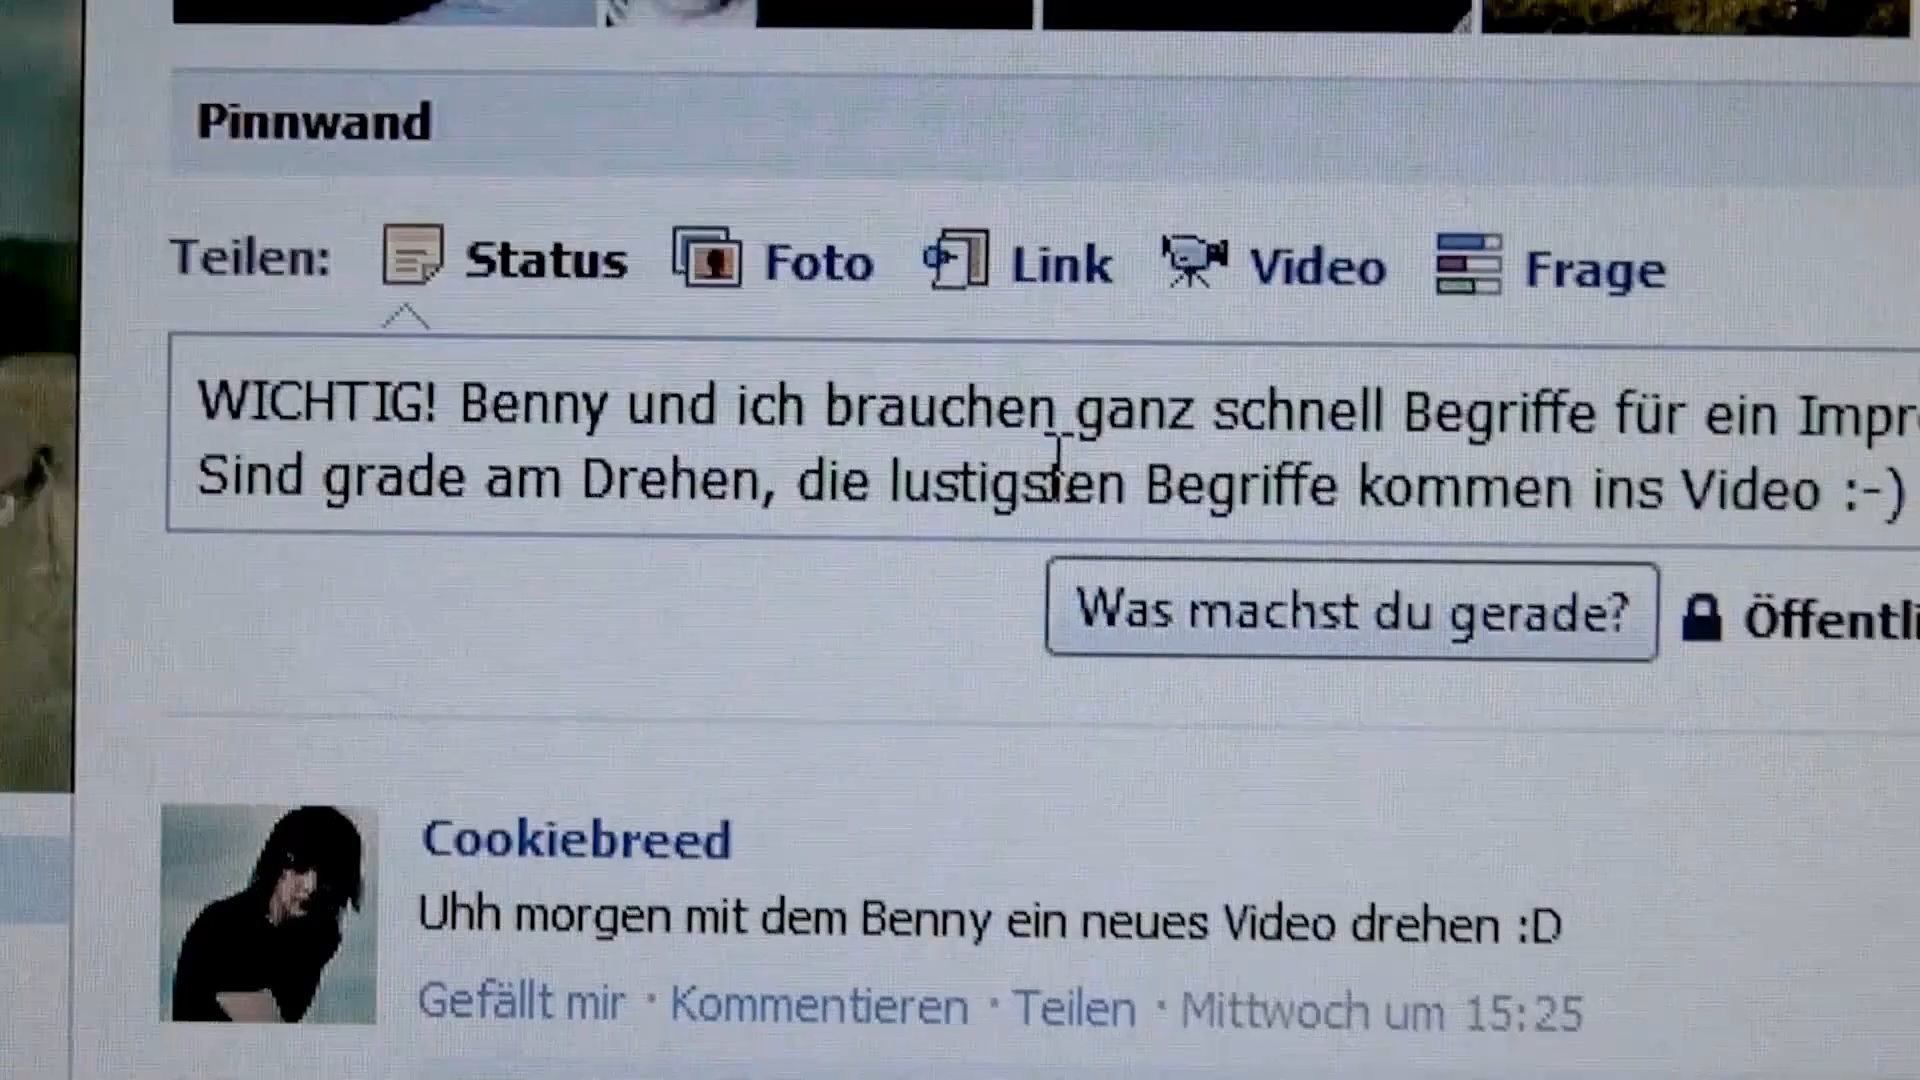 Pinnwand
Teilen: Status Foto Link Video Frage
WICHTIG! Benny und ich brauchen ganz schnell Begriffe für ein
Sind grade am Drehen, die lustigsten Begriffe kommen ins Video :-)
Was machst du gerade?
Cookiebreed
Uhh morgen mit dem Benny ein neues Video drehen :D
Gefällt mir · Kommentieren · Teilen · Mittwoch um 15:25